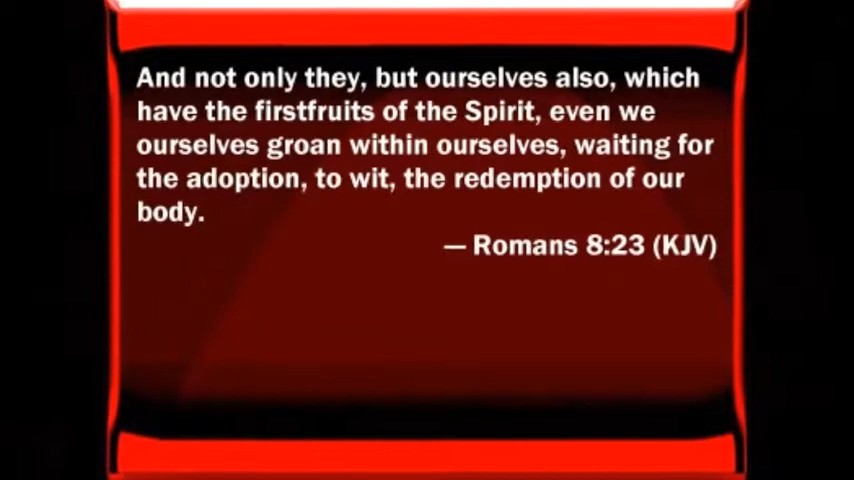 And not only they, but ourselves also, which
have the firstfruits of the Spirit, even we
ourselves groan within ourselves, waiting for
the adoption, to wit, the redemption of our
body.
— Romans 8:23 (KJV)